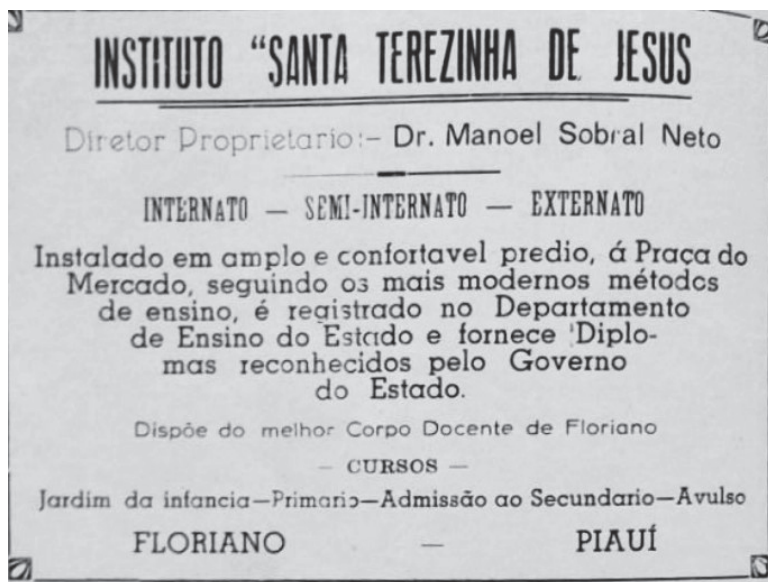 INSTITUTO "SANTA TEREZINHA DE JESUS
Diretor Proprietario:- Dr. Manoel Sobral Neto
INTERNATO — SEMI-INTERNATO — EXTERNATO
Instalado em amplo e confortavel predio, á Praça do
Mercado, seguindo os mais modernos métodos
de ensino, é registrado no Departamento
de Ensino do Estado e fornece 'Diplo-
mas reconhecidos pelo Governo
do Estado.
Dispõe do melhor Corpo Docente de Floriano
— CURSOS —
Jardim da infancia—Primario—Admissão ao Secundario—Avulso
FLORIANO — PIAUÍ